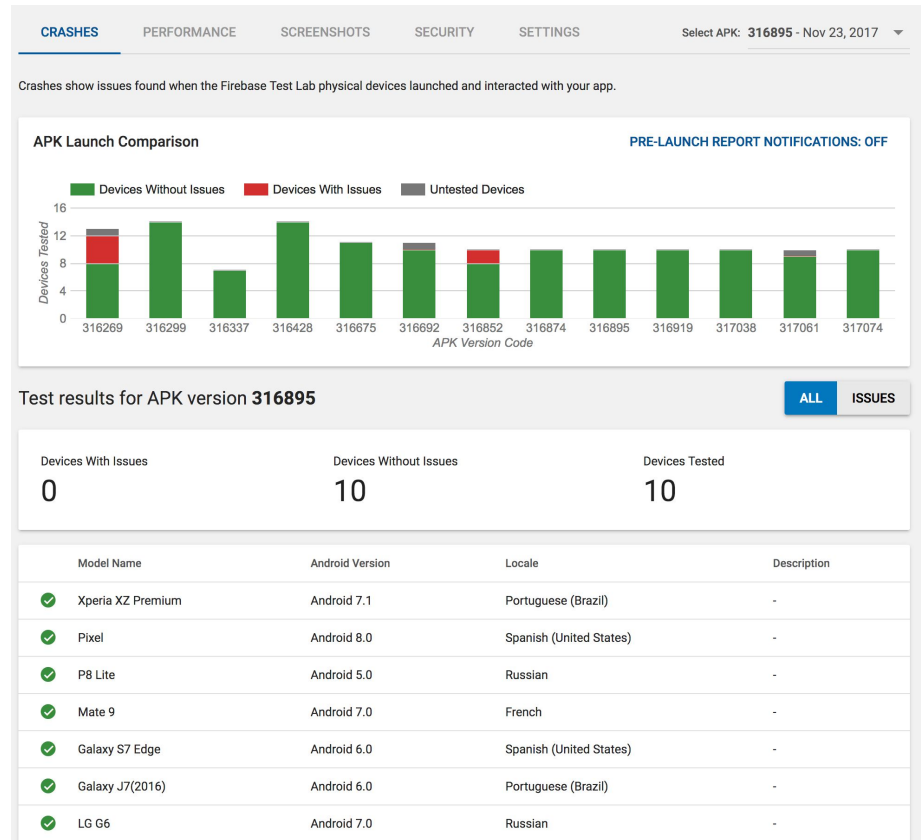 CRASHES PERFORMANCE SCREENSHOTS SECURITY SETTINGS Select APK: 316895 - Nov 23, 2017
Crashes show issues found when the Firebase Test Lab physical devices launched and interacted with your app.
APK Launch Comparison PRE-LAUNCH REPORT NOTIFICATIONS: OFF
Devices Without Issues Devices With Issues Untested Devices
16
12
8
4
0
Devices Tested
316269 316299 316337 316428 316675 316692 316852 316874 316895 316919 317038 317061 317074
APK Version Code
Test results for APK version 316895 ALL ISSUES
Devices With Issues Devices Without Issues Devices Tested
0 10 10
Model Name Android Version Locale Description
Xperia XZ Premium Android 7.1 Portuguese (Brazil) -
Pixel Android 8.0 Spanish (United States) -
P8 Lite Android 5.0 Russian -
Mate 9 Android 7.0 French -
Galaxy S7 Edge Android 6.0 Spanish (United States) -
Galaxy J7(2016) Android 6.0 Portuguese (Brazil) -
LG G6 Android 7.0 Russian -